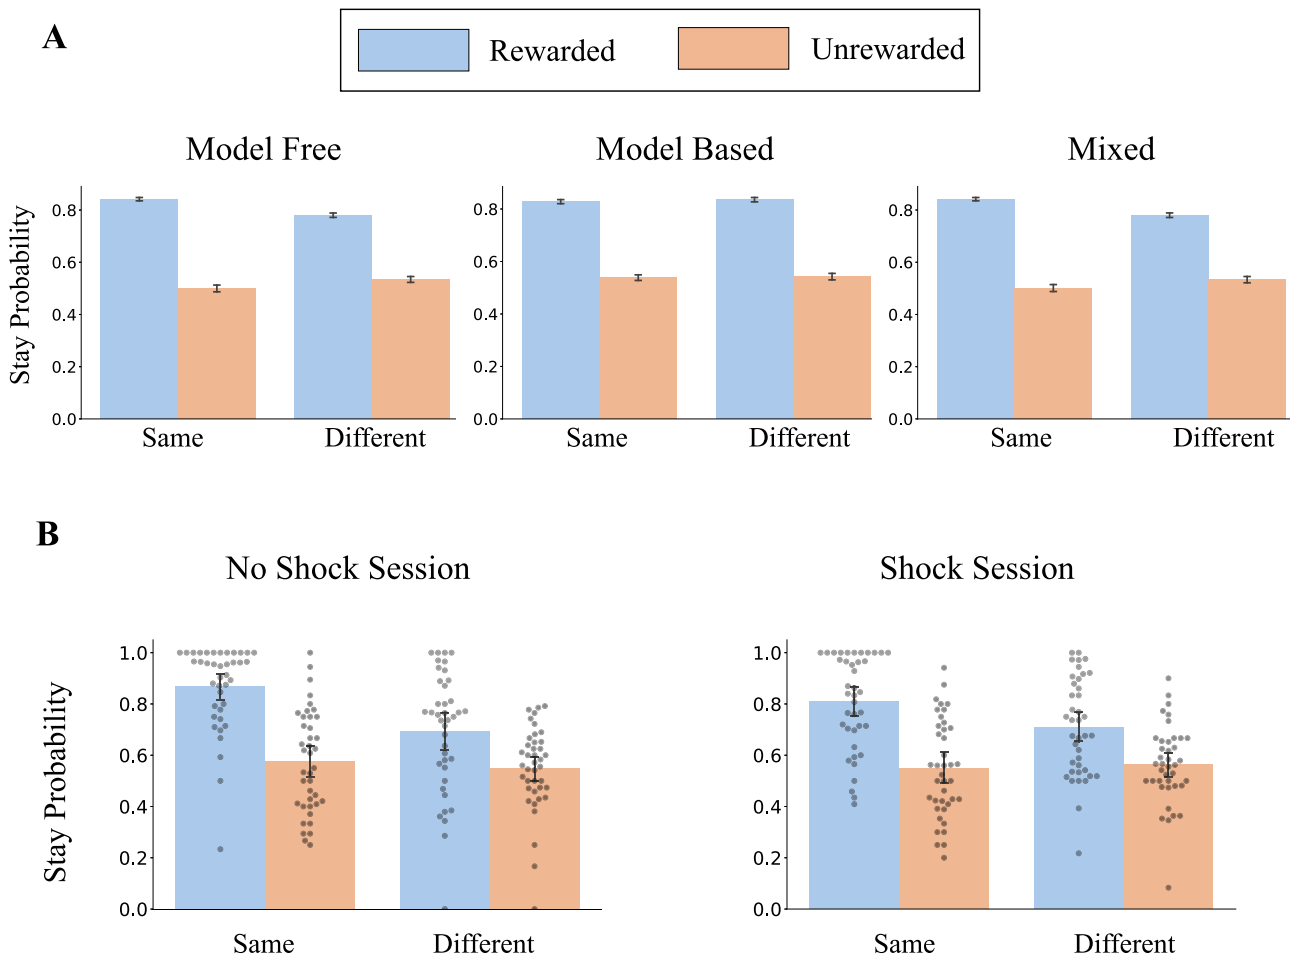 A
Rewarded
Unrewarded
Model Free
Model Based
Mixed
Stay Probability
0.8
0.6
0.4
0.2
0.0
Same
Different
0.8
0.6
0.4
0.2
0.0
Same
Different
0.8
0.6
0.4
0.2
0.0
Same
Different
B
No Shock Session
Shock Session
Stay Probability
1.0
0.8
0.6
0.4
0.2
0.0
Same
Different
1.0
0.8
0.6
0.4
0.2
0.0
Same
Different